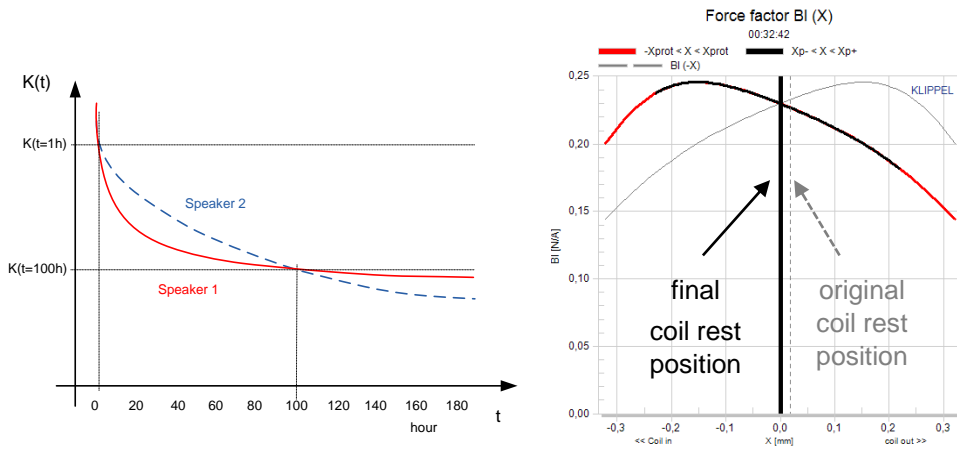 K(t)
K(t=1h)
K(t=100h)
Speaker 2
Speaker 1
0 20 40 60 80 100 120 140 160 180
hour
t
Force factor Bl (X)
00:32:42
-Xprot < X < Xprot Xp- < X < Xp+
Bl (-X)
KLIPPEL
Bl [N/A]
0,25
0,20
0,15
0,10
0,05
0,00
final
coil rest
position
original
coil rest
position
-0,3 -0,2 -0,1 0,0 0,1 0,2 0,3
<< Coil in X [mm] coil out >>